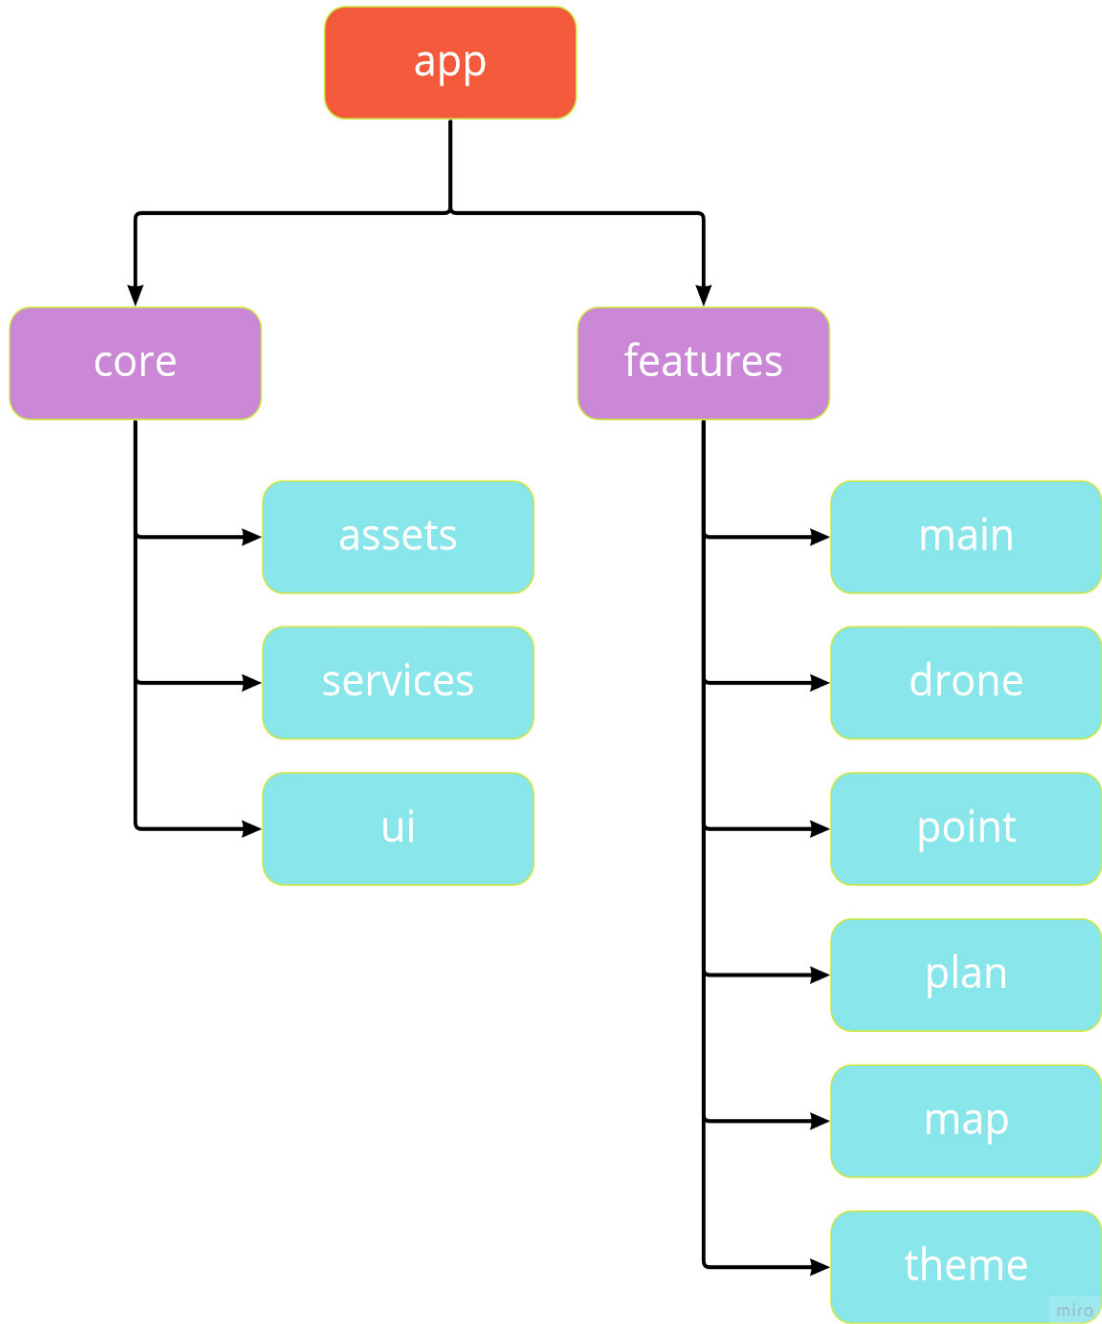 app
core
features
assets
main
services
drone
ui
point
plan
map
theme
miro